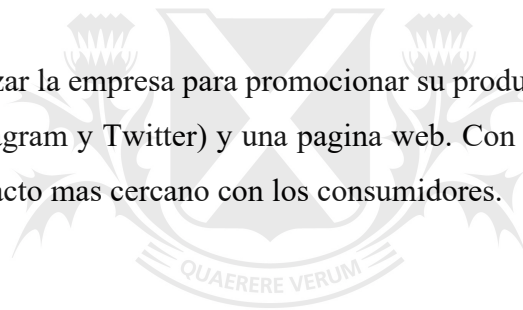 zar la empresa para promocionar su produ
agram y Twitter) y una pagina web. Con
acto mas cercano con los consumidores.
QUAERERE VERUM